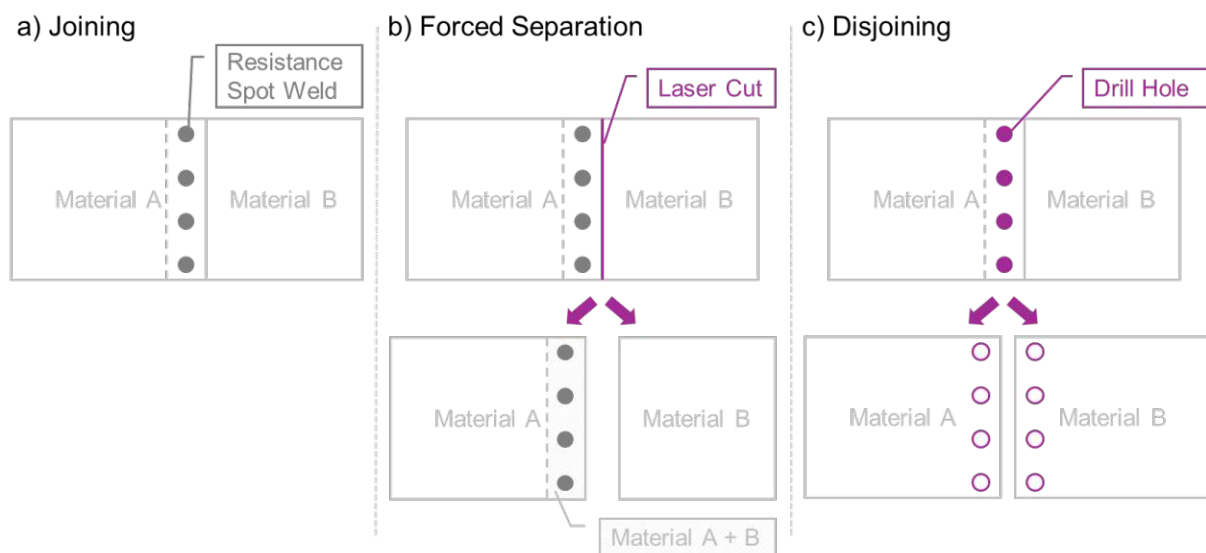 a) Joining
Resistance
Spot Weld
Material A
Material B
b) Forced Separation
Laser Cut
Material A
Material B
Material A
Material B
Material A + B
c) Disjoining
Drill Hole
Material A
Material B
Material A
Material B